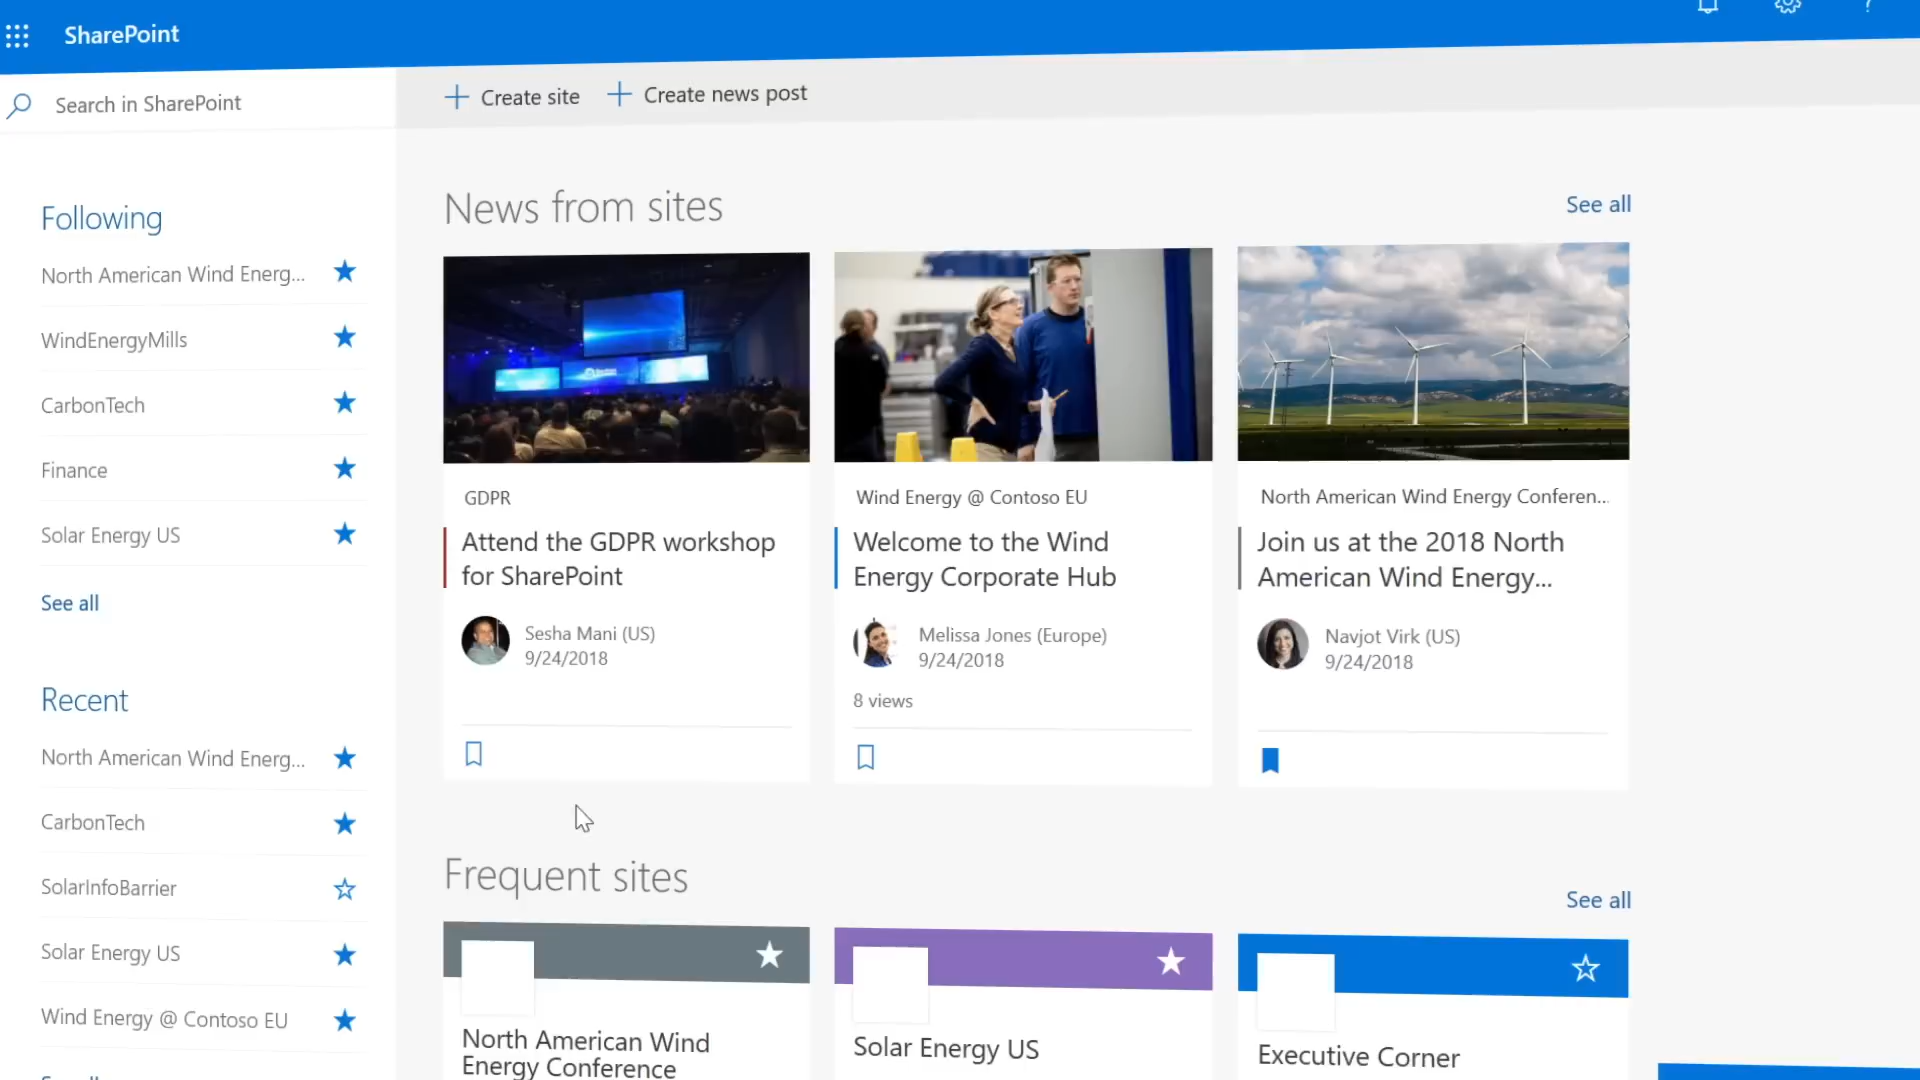 SharePoint
?
Search in SharePoint
Create site
Create news post
Following
North American Wind Energ...
WindEnergyMills
CarbonTech
Finance
Solar Energy US
See all
Recent
North American Wind Energ...
CarbonTech
SolarInfoBarrier
Solar Energy US
Wind Energy @ Contoso EU
News from sites
See all
GDPR
Attend the GDPR workshop
for SharePoint
Sesha Mani (US)
9/24/2018
Wind Energy @ Contoso EU
Welcome to the Wind
Energy Corporate Hub
Melissa Jones (Europe)
9/24/2018
8 views
North American Wind Energy Conferen...
Join us at the 2018 North
American Wind Energy...
Navjot Virk (US)
9/24/2018
Frequent sites
See all
North American Wind
Energy Conference
Solar Energy US
Executive Corner